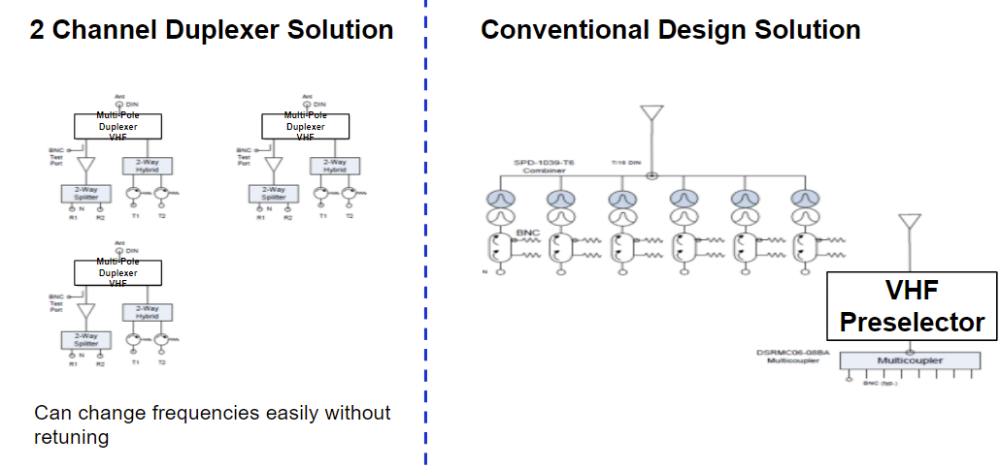 2 Channel Duplexer Solution
Conventional Design Solution
Ant
DIN
Multi-Pole
Duplexer
VHF
BNC
Test
Port
2-Way
Hybrid
2-Way
Splitter
N
R1
R2
T1
T2
Ant
DIN
Multi-Pole
Duplexer
VHF
BNC
Test
Port
2-Way
Hybrid
2-Way
Splitter
N
R1
R2
T1
T2
Ant
DIN
Multi-Pole
Duplexer
VHF
BNC
Test
Port
2-Way
Hybrid
2-Way
Splitter
N
R1
R2
T1
T2
Can change frequencies easily without
retuning
SPD-1039-T6
Combiner
7/16 DIN
BNC
N
VHF
Preselector
DSRMC06-08BA
Multicoupler
Multicoupler
BNC (typ.)